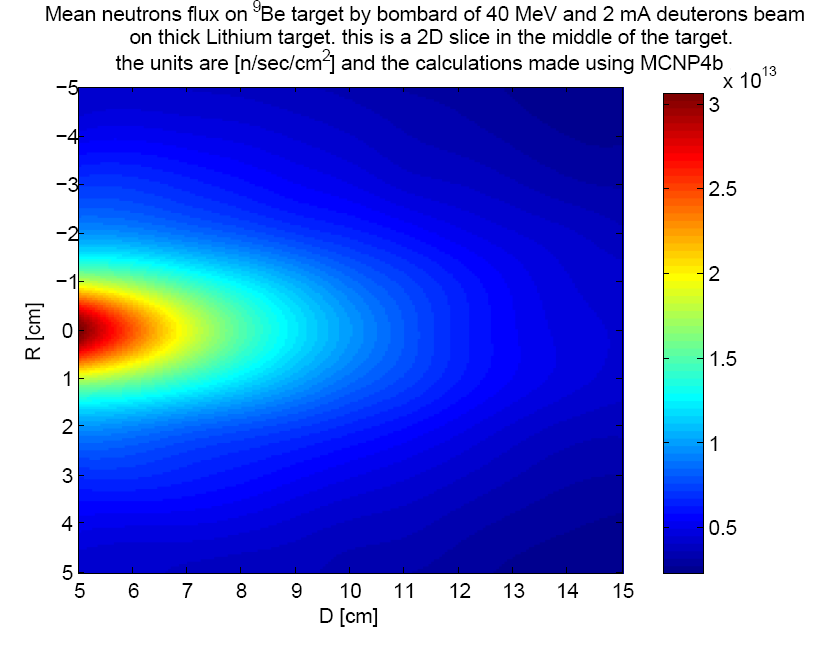 Mean neutrons flux on ⁹Be target by bombard of 40 MeV and 2 mA deuterons beam
on thick Lithium target. this is a 2D slice in the middle of the target.
the units are [n/sec/cm²] and the calculations made using MCNP4b
x 10¹³
−5
−4
−3
−2
−1
0
1
2
3
4
5
R [cm]
5 6 7 8 9 10 11 12 13 14 15
D [cm]
3
2.5
2
1.5
1
0.5